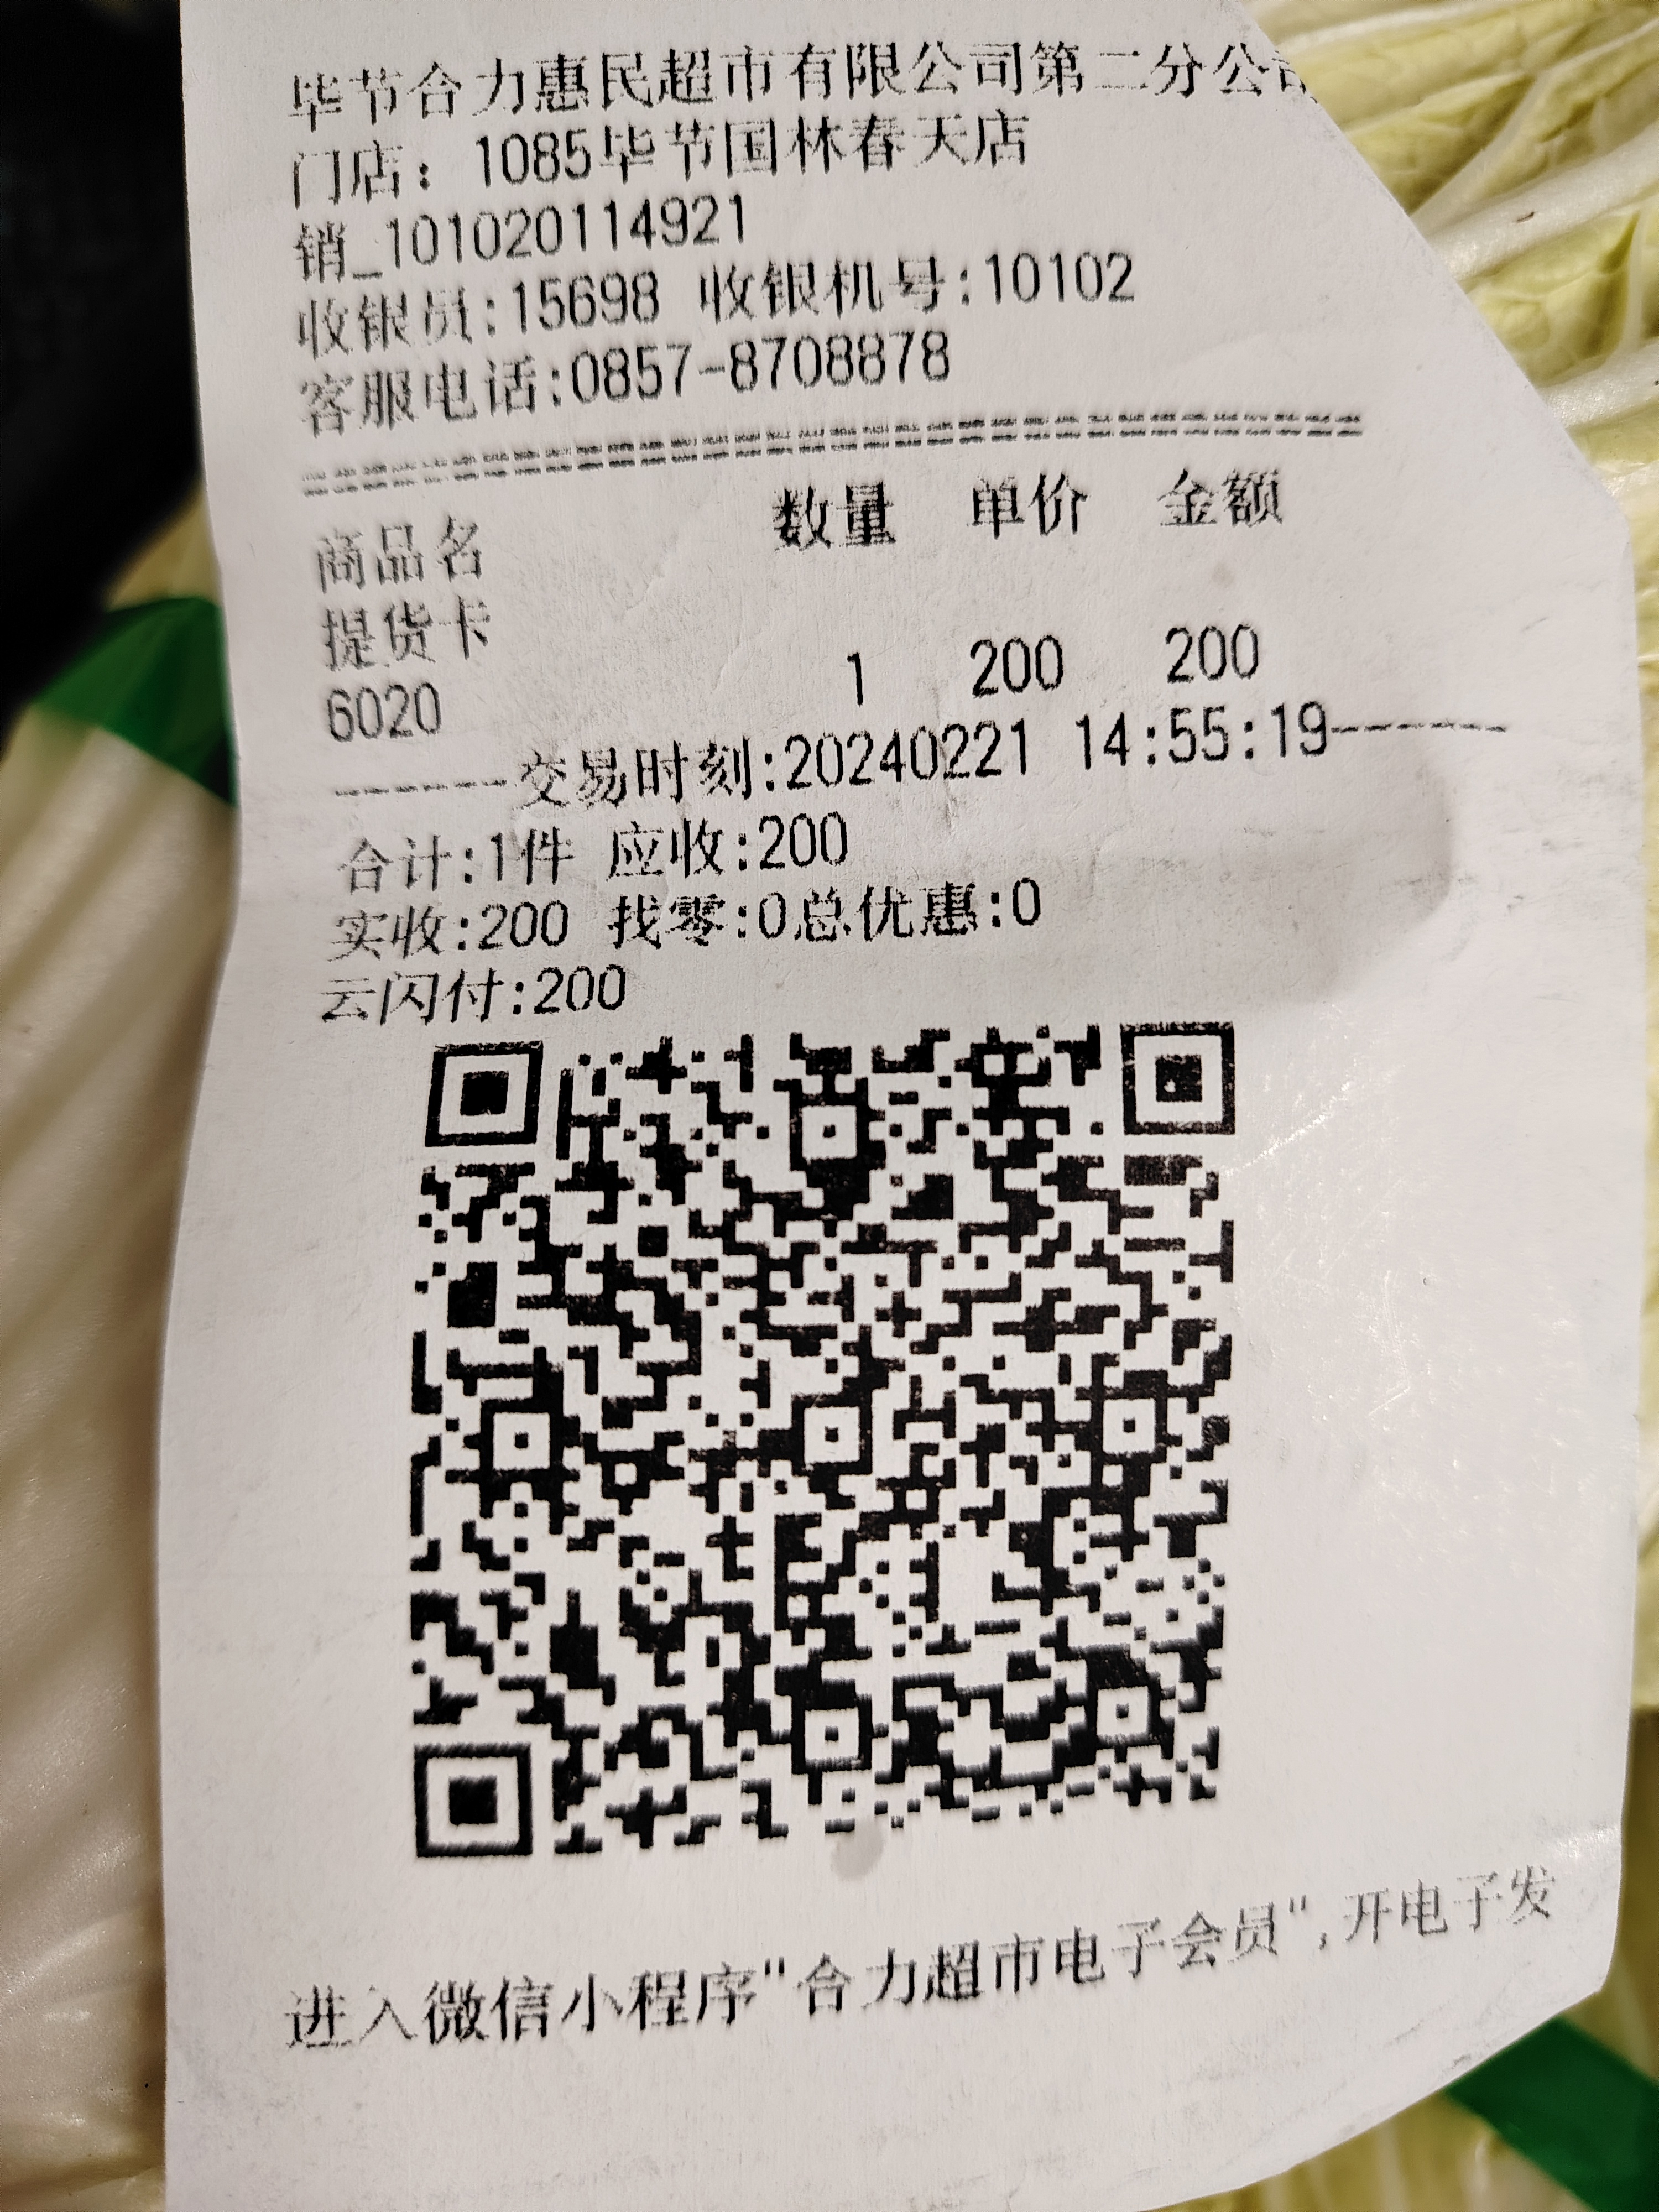 毕节合力惠民超市有限公司第二分公司
门店：1085毕节国林春天店
销_101020114921
收银员:15698 收银机号:10102
客服电话:0857-8708878
================================
商品名 数量 单价 金额
提货卡
6020 1 200 200
------交易时刻:20240221 14:55:19------
合计:1件 应收:200
实收:200 找零:0总优惠:0
云闪付:200
进入微信小程序"合力超市电子会员",开电子发